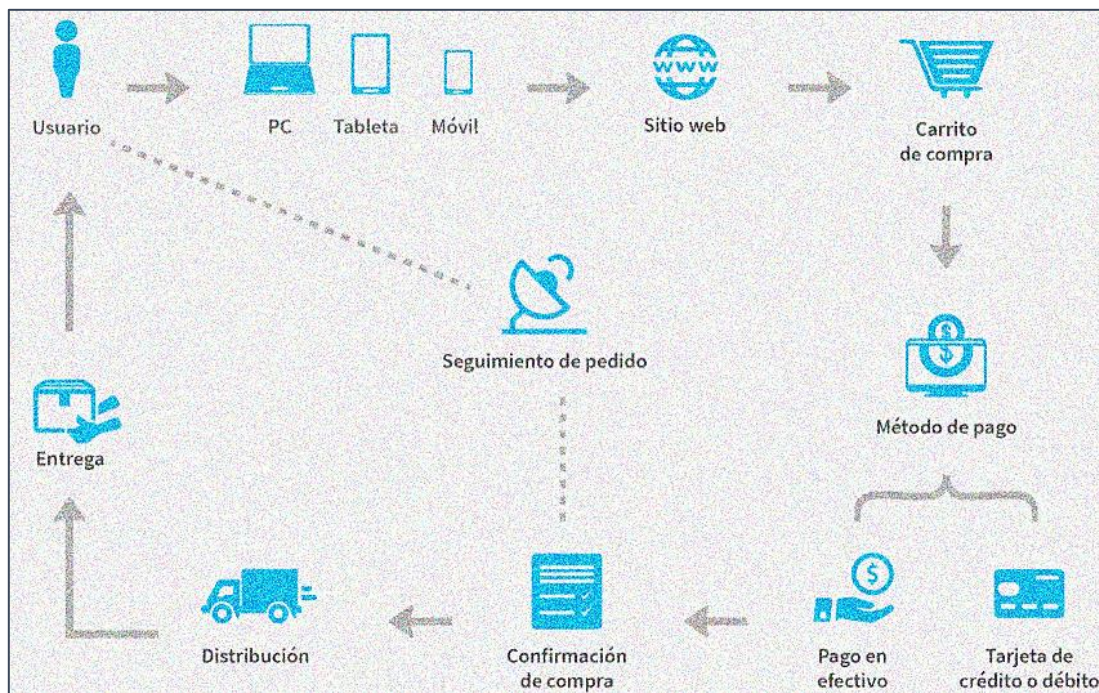 Usuario
PC
Tableta
Móvil
www
Sitio web
Carrito
de compra
Seguimiento de pedido
$
$
Método de pago
Entrega
$
Distribución
Confirmación
de compra
Pago en
efectivo
Tarjeta de
crédito o débito